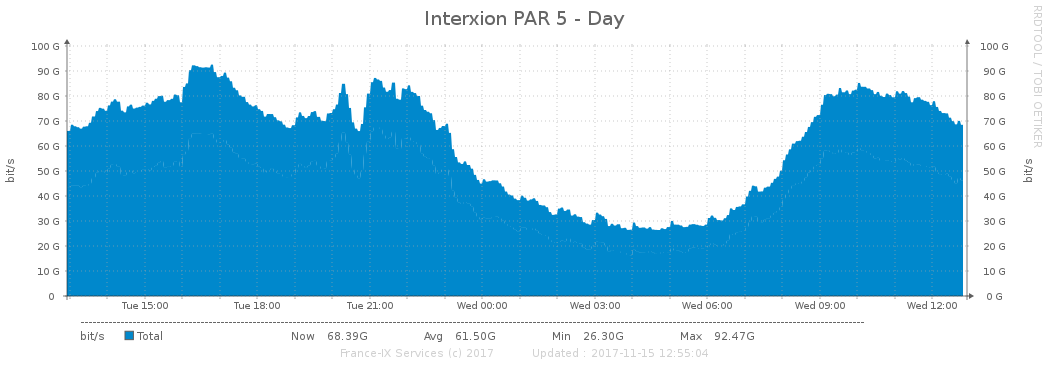 Interxion PAR 5 - Day
RRDTOOL / TOBI OETIKER
100 G 100 G
90 G 90 G
80 G 80 G
70 G 70 G
60 G 60 G
50 G 50 G
40 G 40 G
30 G 30 G
20 G 20 G
10 G 10 G
0 0 G
bit/s bit/s
Tue 15:00 Tue 18:00 Tue 21:00 Wed 00:00 Wed 03:00 Wed 06:00 Wed 09:00 Wed 12:00
bit/s Total Now 68.39G Avg 61.50G Min 26.30G Max 92.47G
France-IX Services (c) 2017 Updated : 2017-11-15 12:55:04